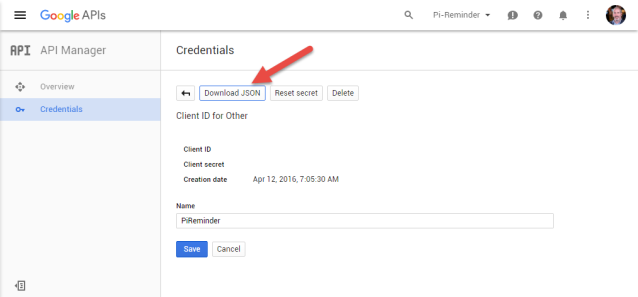 Google APIs
Pi-Reminder
API API Manager
Credentials
Overview
Credentials
Download JSON
Reset secret
Delete
Client ID for Other
Client ID
Client secret
Creation date Apr 12, 2016, 7:05:30 AM
Name
PiReminder
Save
Cancel